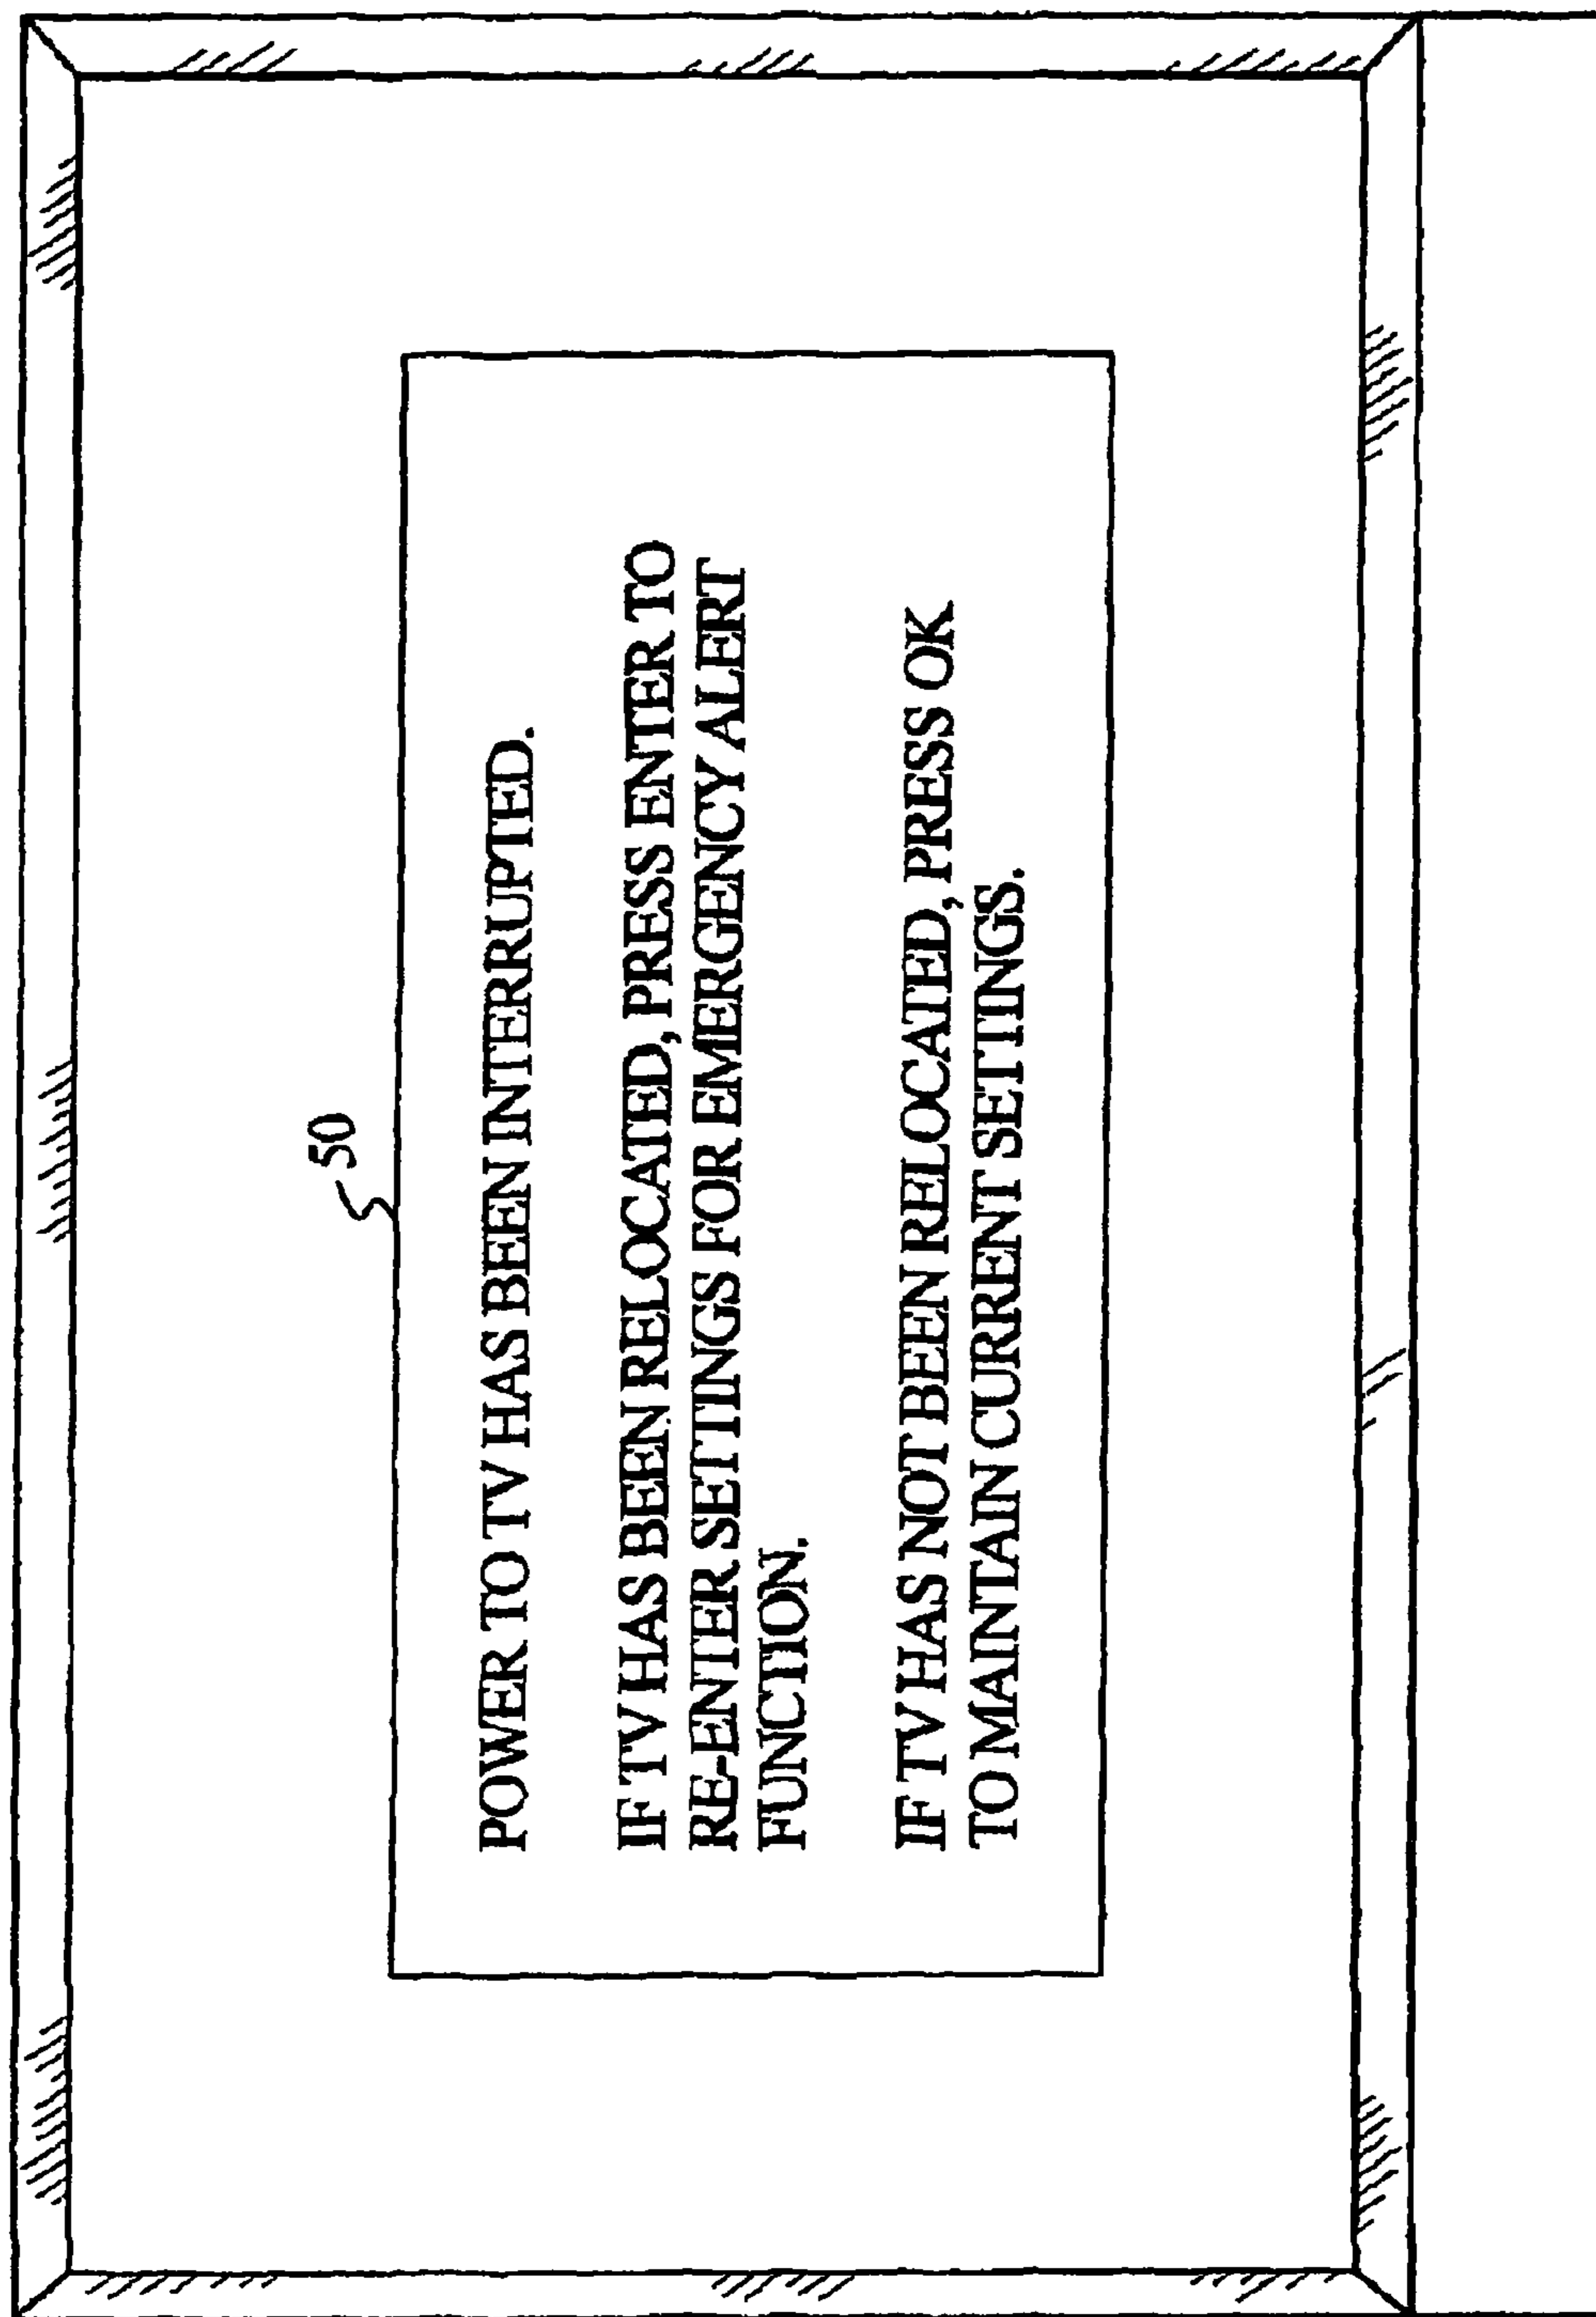 50
POWER TO TV HAS BEEN INTERRUPTED.
IF TV HAS BEEN RELOCATED, PRESS ENTER TO
RE-ENTER SETTINGS FOR EMERGENCY ALERT
FUNCTION.
IF TV HAS NOT BEEN RELOCATED, PRESS OK
TO MAINTAIN CURRENT SETTINGS.